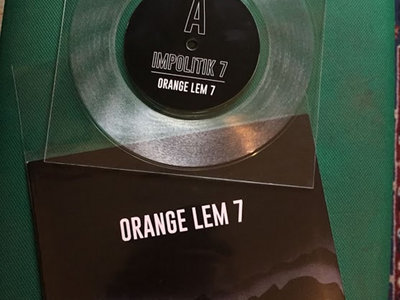 A
IMPOLITIK 7
ORANGE LEM 7
ORANGE LEM 7